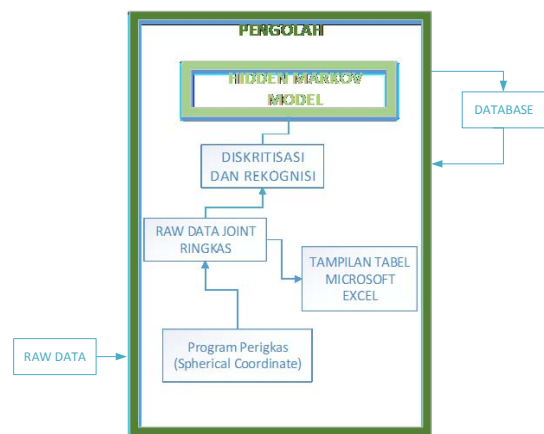 PENGOLAH
HIDDEN MARKOV
MODEL
DATABASE
DISKRITISASI
DAN REKOGNISI
RAW DATA JOINT
RINGKAS
TAMPILAN TABEL
MICROSOFT
EXCEL
Program Perigkas
(Spherical Coordinate)
RAW DATA